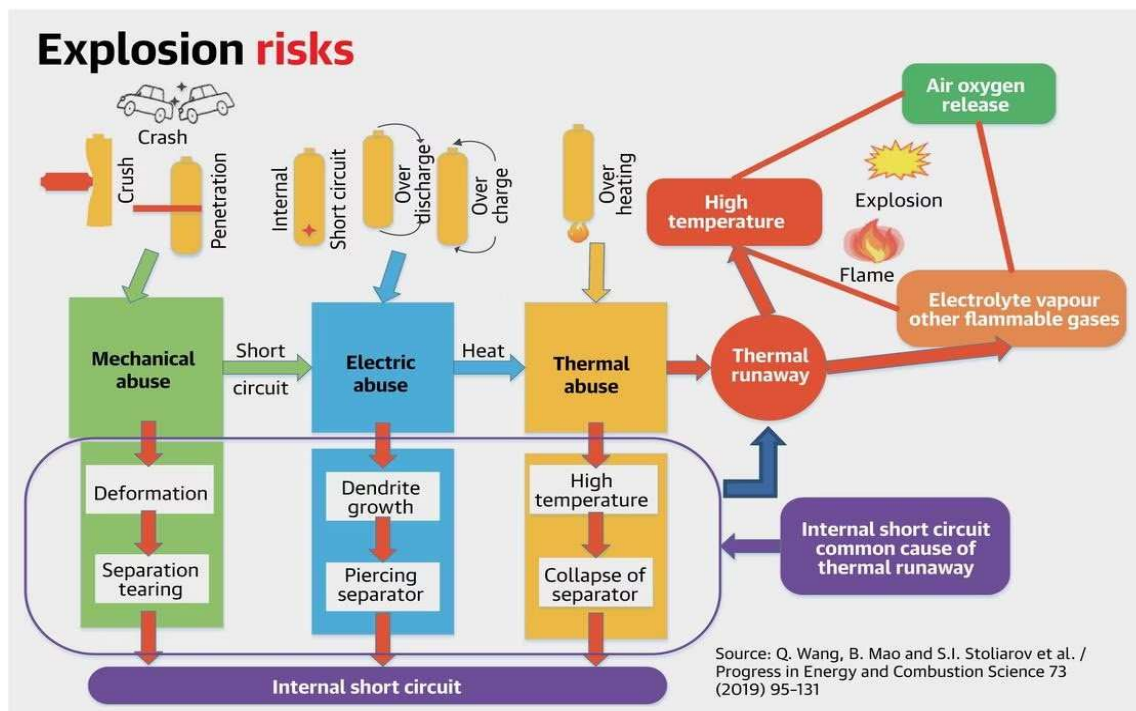 Explosion risks
Crash
Crush
Penetration
Internal
Short circuit
Over
discharge
Over
charge
Over
heating
Air oxygen
release
High
temperature
Explosion
Flame
Electrolyte vapour
other flammable gases
Mechanical
abuse
Short
circuit
Electric
abuse
Heat
Thermal
abuse
Thermal
runaway
Deformation
Separation
tearing
Dendrite
growth
Piercing
separator
High
temperature
Collapse of
separator
Internal short circuit
common cause of
thermal runaway
Internal short circuit
Source: Q. Wang, B. Mao and S.I. Stoliarov et al. /
Progress in Energy and Combustion Science 73
(2019) 95-131